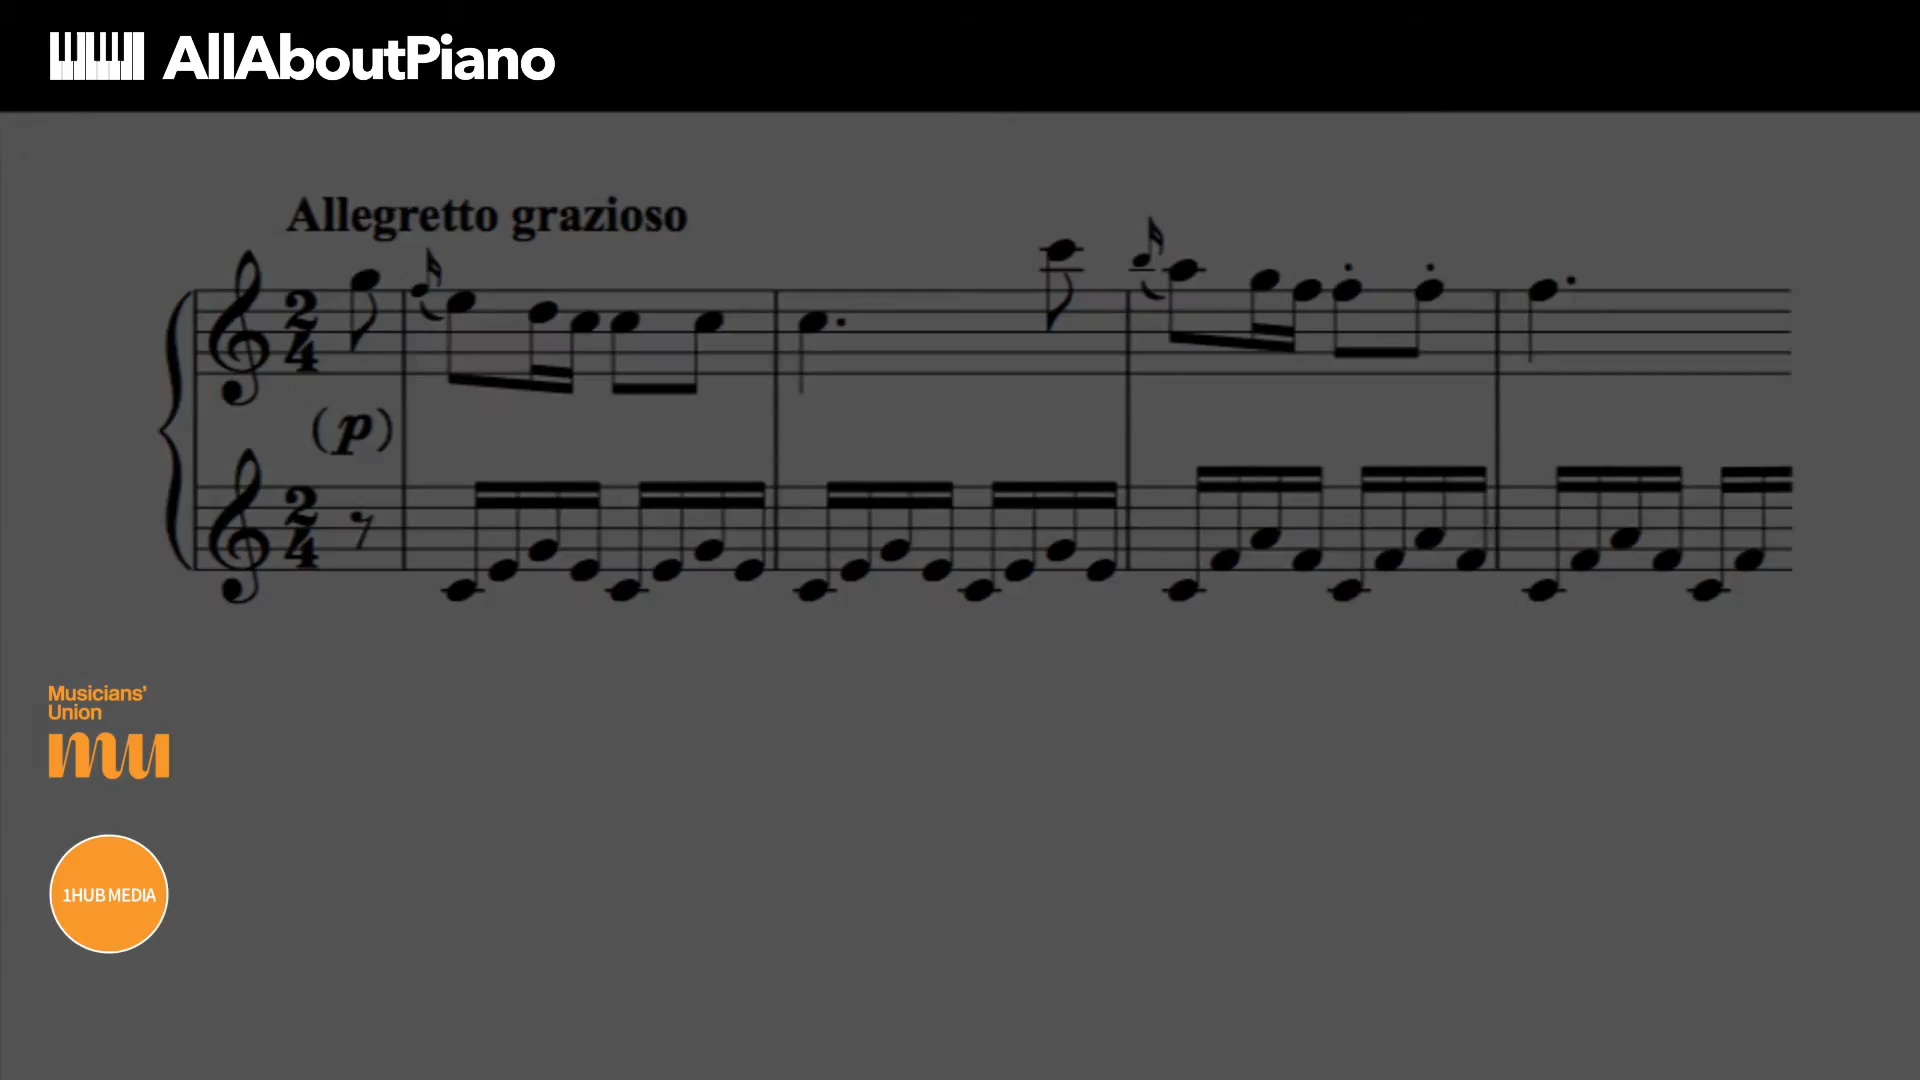 AllAboutPiano
Allegretto grazioso
2
4
(p)
2
4
Musicians'
Union
mu
1HUB MEDIA